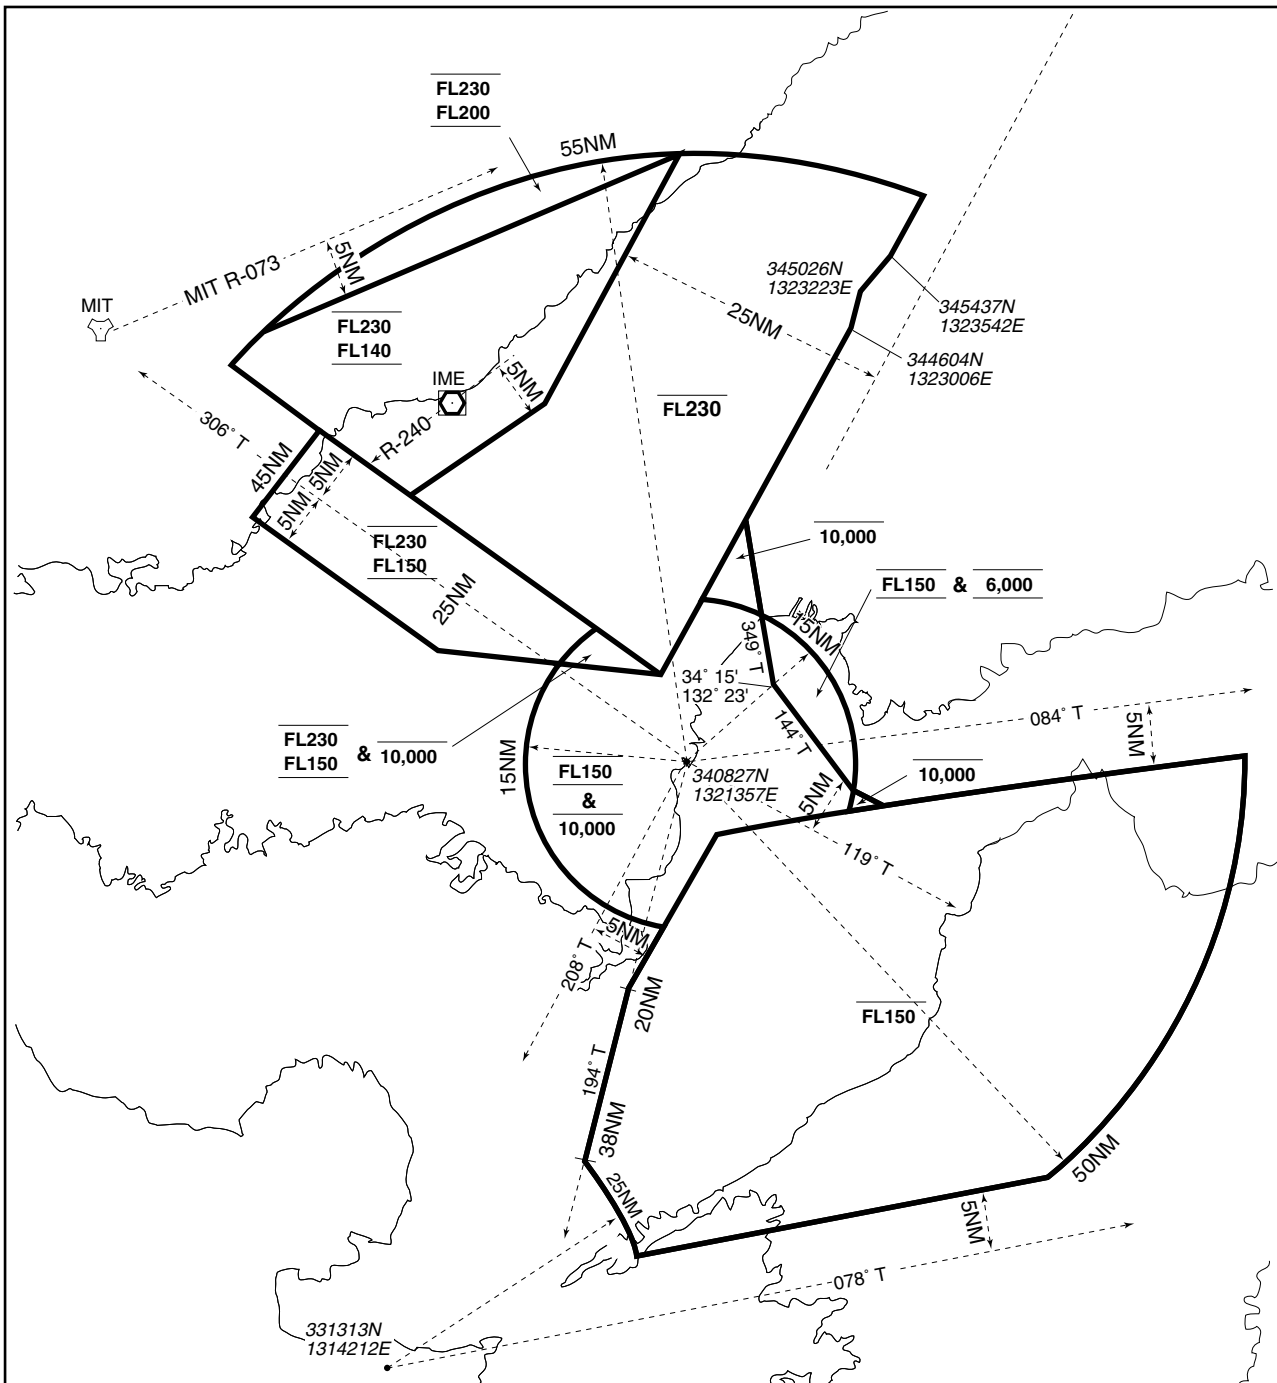 FL230
FL200
55NM
MIT R-073
5NM
MIT
FL230
FL140
345026N
1323223E
25NM
345437N
1323542E
344604N
1323006E
IME
5NM
R-240
FL230
306° T
45NM
5NM
5NM
FL230
FL150
25NM
10,000
FL150 & 6,000
15NM
349° T
34° 15'
132° 23'
144° T
084° T
5NM
FL230
FL150
& 10,000
15NM
FL150
&
10,000
340827N
1321357E
5NM
10,000
119° T
5NM
208° T
20NM
FL150
194° T
38NM
25NM
50NM
5NM
078° T
331313N
1314212E